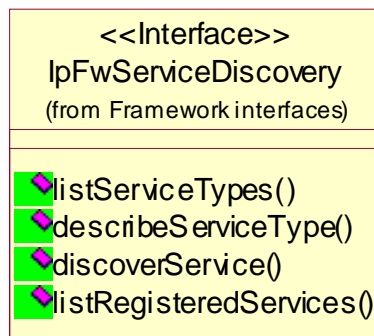 <<Interface>>
IpFwServiceDiscovery
(from Framework interfaces)
listServiceTypes()
describeServiceType()
discoverService()
listRegisteredServices()